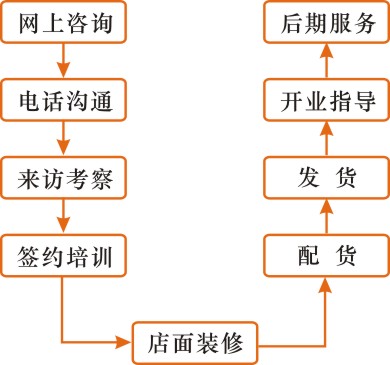 网上咨询
电话沟通
来访考察
签约培训
店面装修
配货
发货
开业指导
后期服务